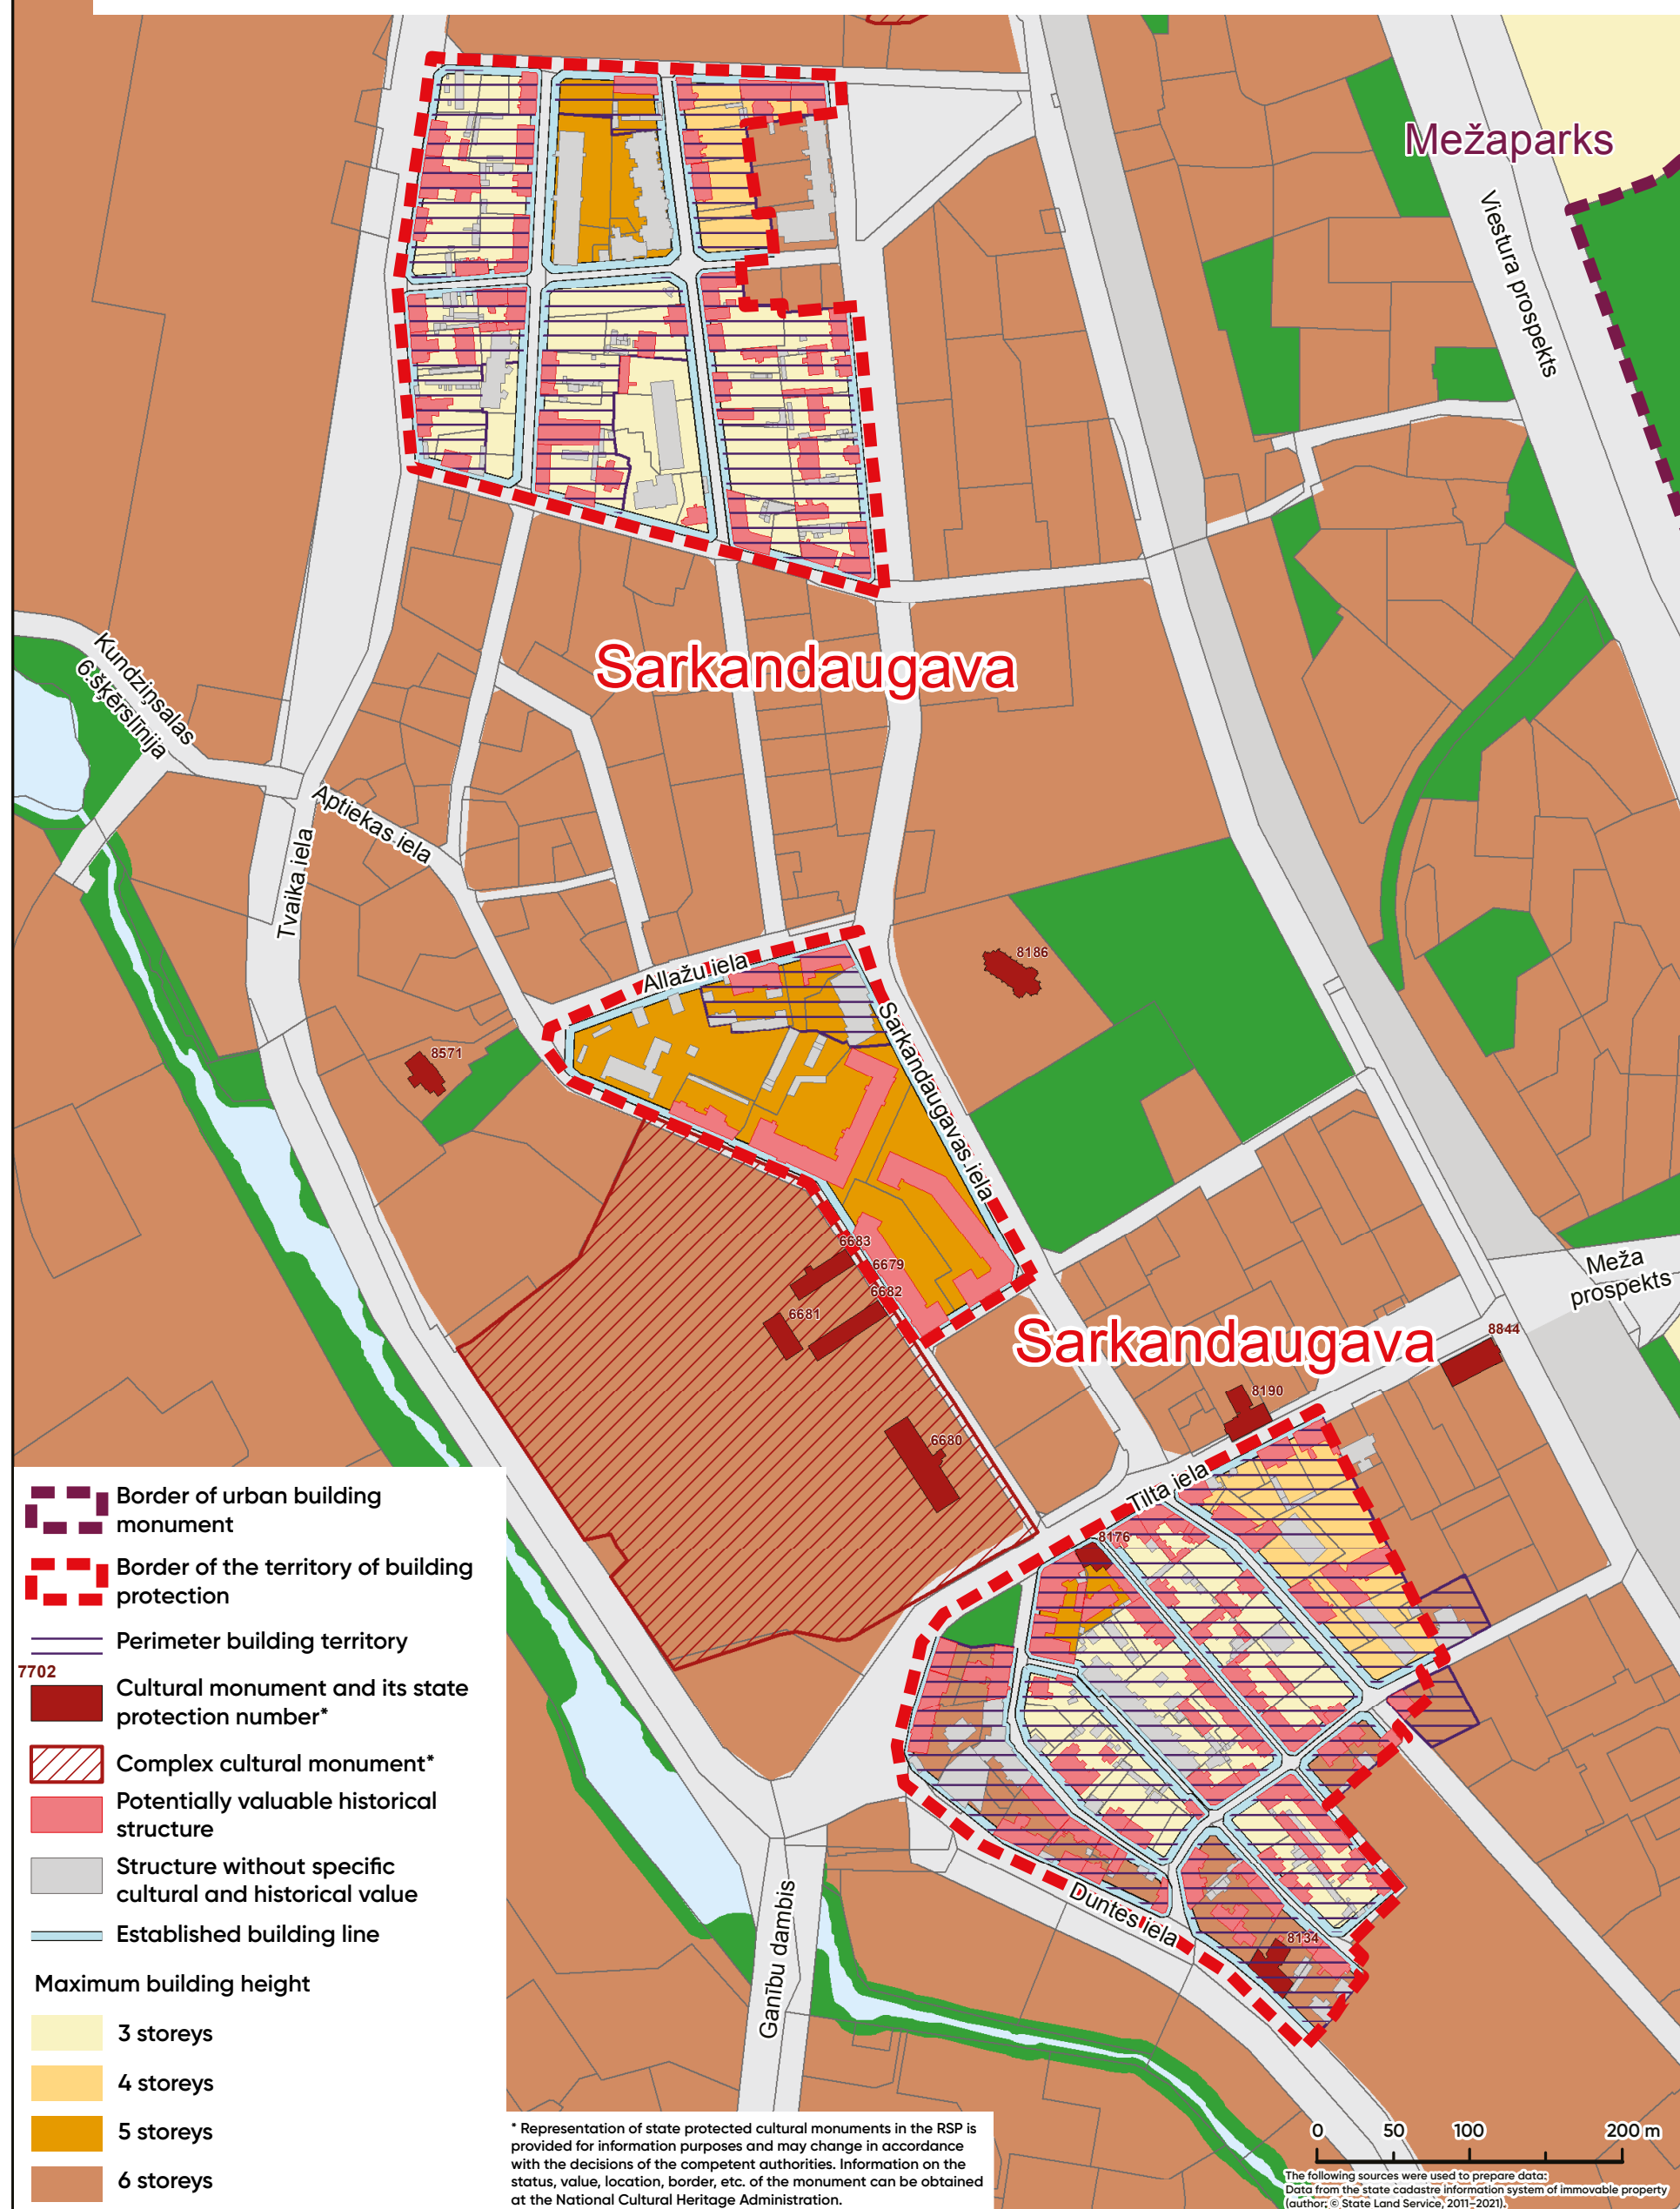 Mežaparks
Viestura prospekts
Sarkandaugava
Kundziņsalas
6.šķērslīnija
Aptiekas iela
Tvaika iela
8186
Allažu iela
8571
Sarkandaugavas iela
6683
6679
6682
6681
Meža
prospekts
Sarkandaugava
8844
8190
6680
Tilta iela
8176
Duntes iela
8134
Ganību dambis
Border of urban building
monument
Border of the territory of building
protection
Perimeter building territory
7702
Cultural monument and its state
protection number*
Complex cultural monument*
Potentially valuable historical
structure
Structure without specific
cultural and historical value
Established building line
Maximum building height
3 storeys
4 storeys
5 storeys
6 storeys
* Representation of state protected cultural monuments in the RSP is
provided for information purposes and may change in accordance
with the decisions of the competent authorities. Information on the
status, value, location, border, etc. of the monument can be obtained
at the National Cultural Heritage Administration.
0 50 100 200 m
The following sources were used to prepare data:
Data from the state cadastre information system of immovable property
(author: © State Land Service, 2011–2021).